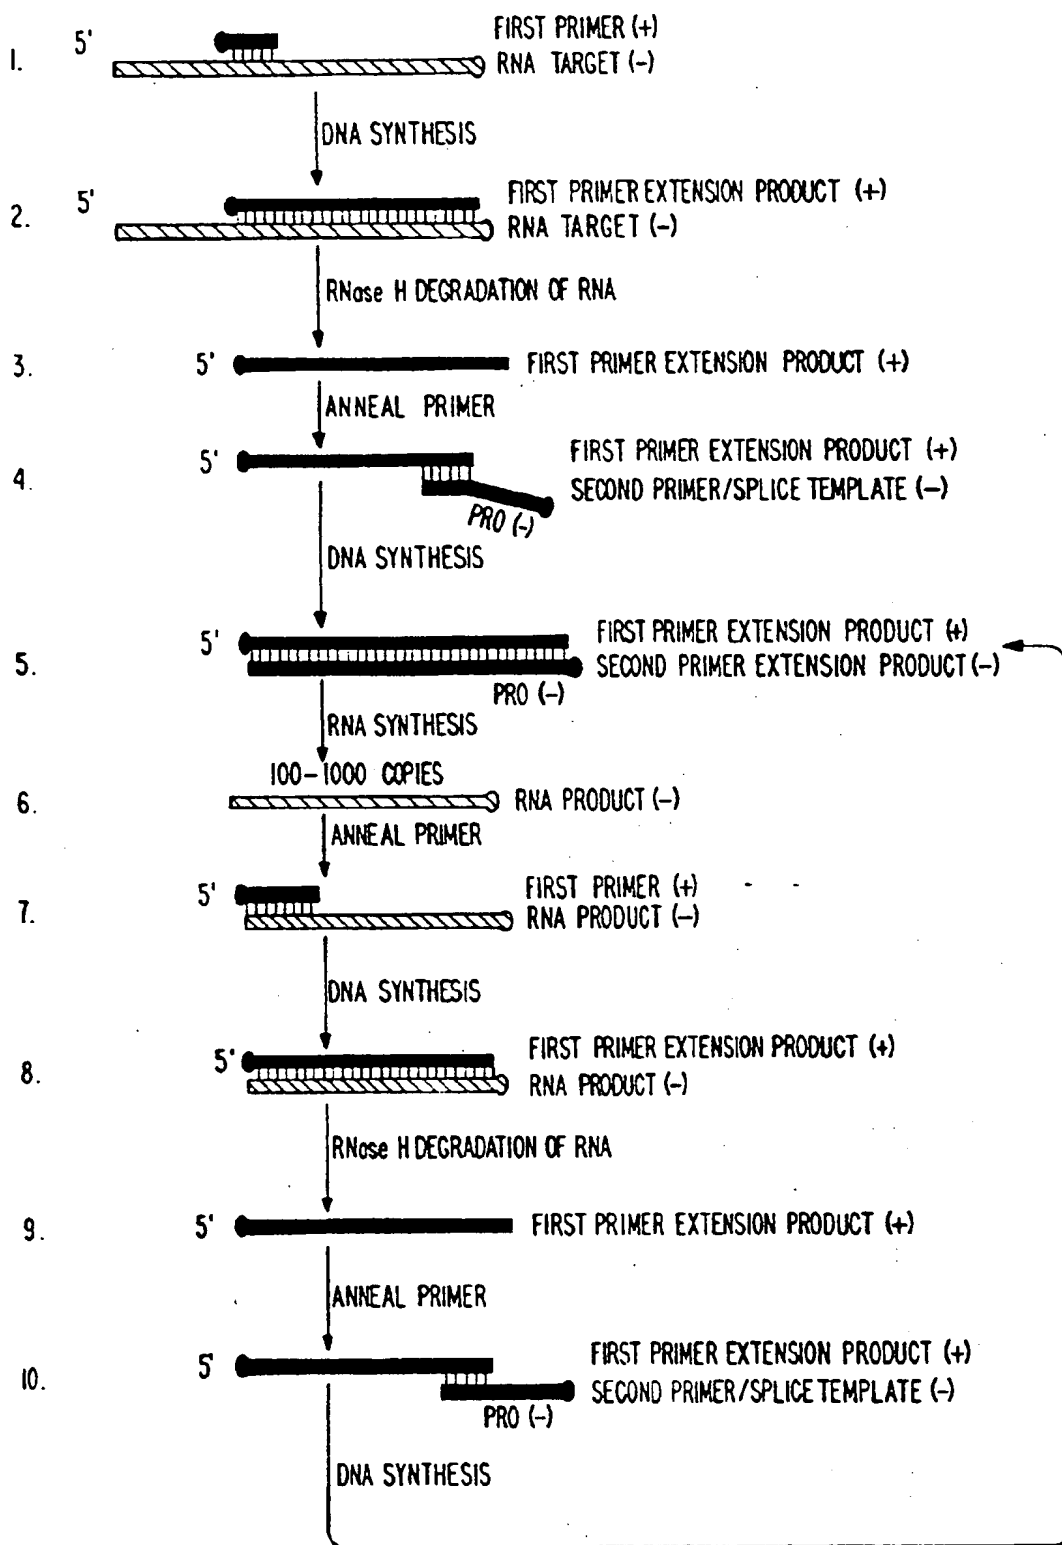 5'
FIRST PRIMER (+)
1.
RNA TARGET (-)
DNA SYNTHESIS
5'
FIRST PRIMER EXTENSION PRODUCT (+)
2.
RNA TARGET (-)
RNase H DEGRADATION OF RNA
3.
5'
FIRST PRIMER EXTENSION PRODUCT (+)
ANNEAL PRIMER
5'
FIRST PRIMER EXTENSION PRODUCT (+)
4.
SECOND PRIMER/SPLICE TEMPLATE (-)
PRO (-)
DNA SYNTHESIS
5'
FIRST PRIMER EXTENSION PRODUCT (+)
5.
SECOND PRIMER EXTENSION PRODUCT (-)
PRO (-)
RNA SYNTHESIS
100-1000 COPIES
6.
RNA PRODUCT (-)
ANNEAL PRIMER
5'
FIRST PRIMER (+)
7.
RNA PRODUCT (-)
DNA SYNTHESIS
5'
FIRST PRIMER EXTENSION PRODUCT (+)
8.
RNA PRODUCT (-)
RNase H DEGRADATION OF RNA
9.
5'
FIRST PRIMER EXTENSION PRODUCT (+)
ANNEAL PRIMER
5'
FIRST PRIMER EXTENSION PRODUCT (+)
10.
SECOND PRIMER/SPLICE TEMPLATE (-)
PRO (-)
DNA SYNTHESIS